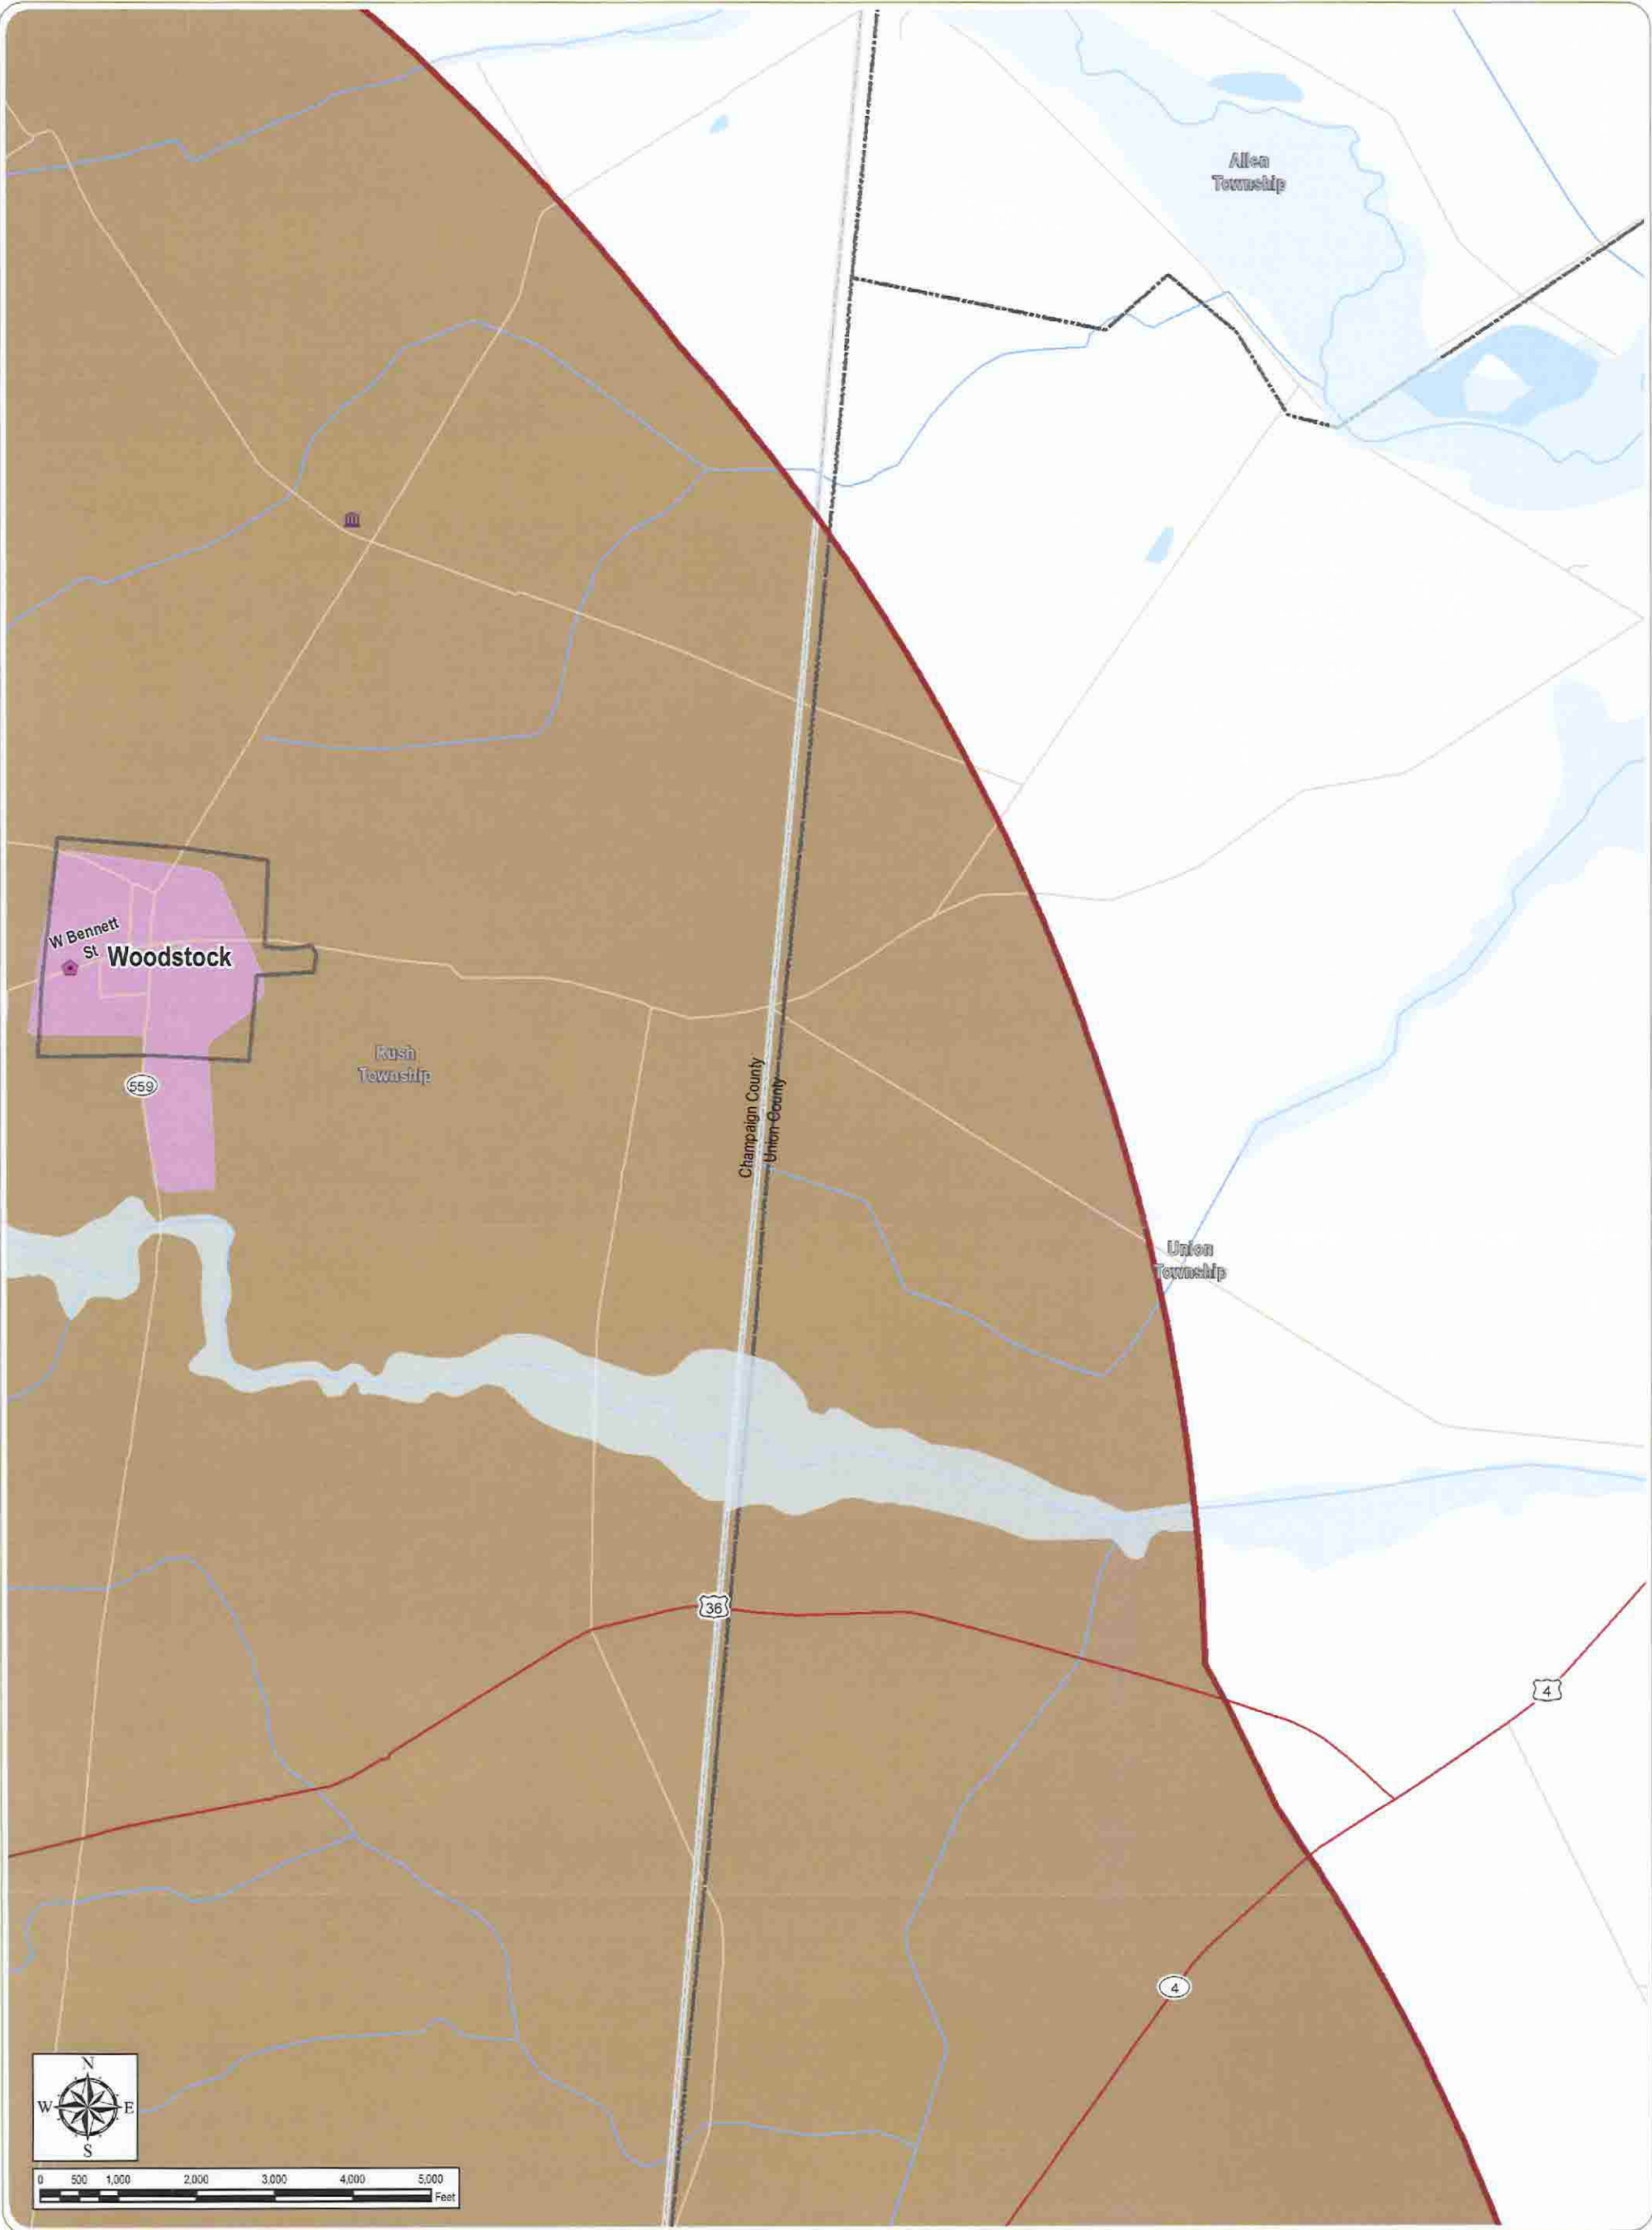 Allen
Township
W Bennett
St
Woodstock
Rush
Township
559
Champaign County
Union County
Union
Township
36
4
4
N
W
E
S
0 500 1,000 2,000 3,000 4,000 5,000
Feet